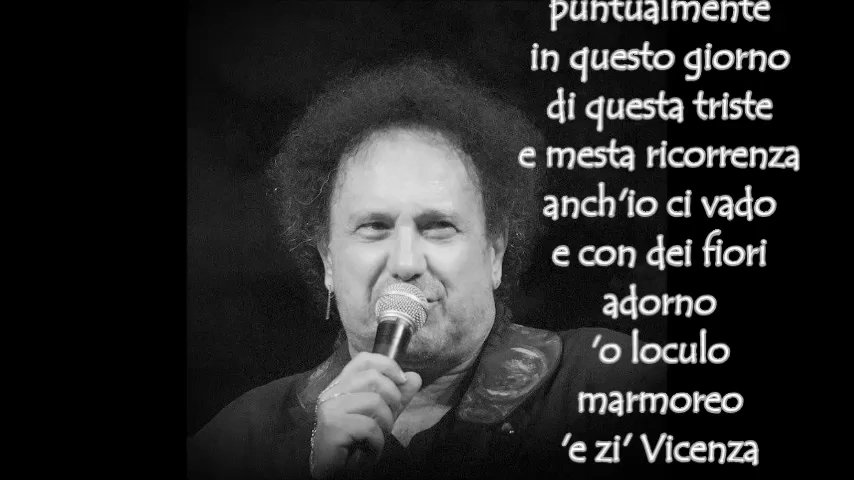 puntualmente
in questo giorno
di questa triste
e mesta ricorrenza
anch'io ci vado
e con dei fiori
adorno
'o loculo
marmoreo
'e zi' Vicenza